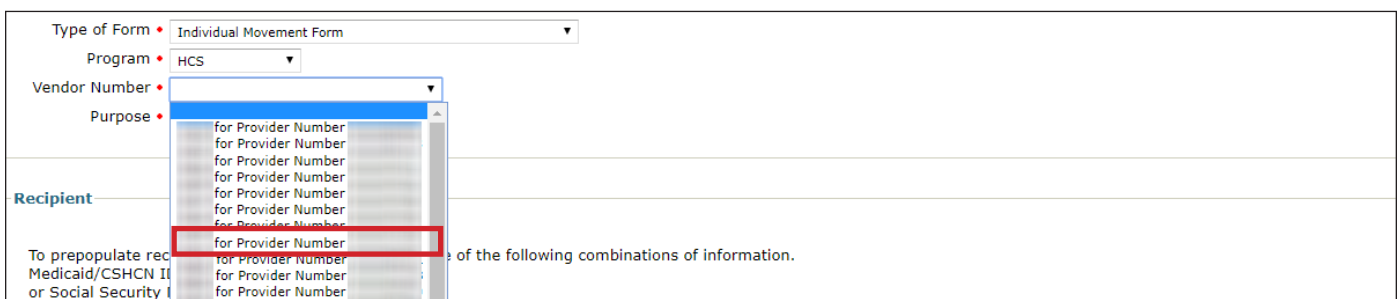 Type of Form • Individual Movement Form
Program • HCS
Vendor Number •
Purpose •
for Provider Number
for Provider Number
for Provider Number
for Provider Number
for Provider Number
for Provider Number
for Provider Number
for Provider Number
for Provider Number
for Provider Number
for Provider Number
Recipient
To prepopulate rec of the following combinations of information.
Medicaid/CSHCN I
or Social Security